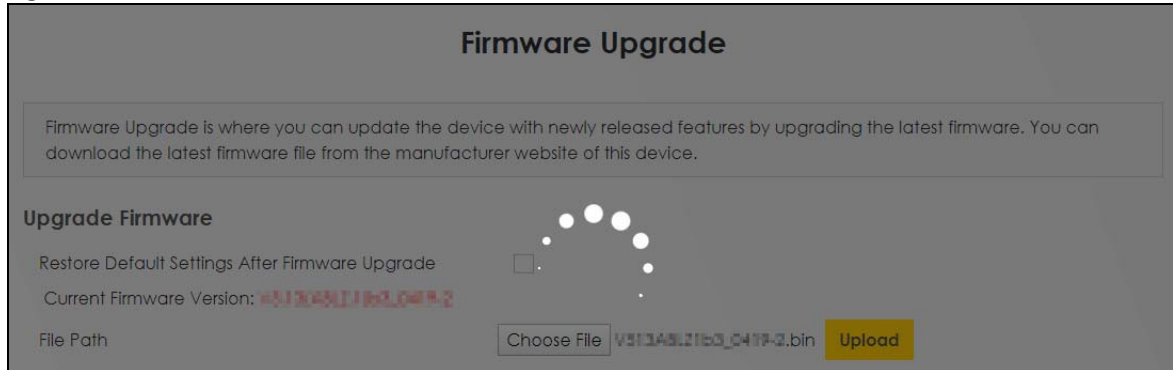 Firmware Upgrade
Firmware Upgrade is where you can update the device with newly released features by upgrading the latest firmware. You can
download the latest firmware file from the manufacturer website of this device.
Upgrade Firmware
Restore Default Settings After Firmware Upgrade
Current Firmware Version:
File Path Choose File .bin Upload